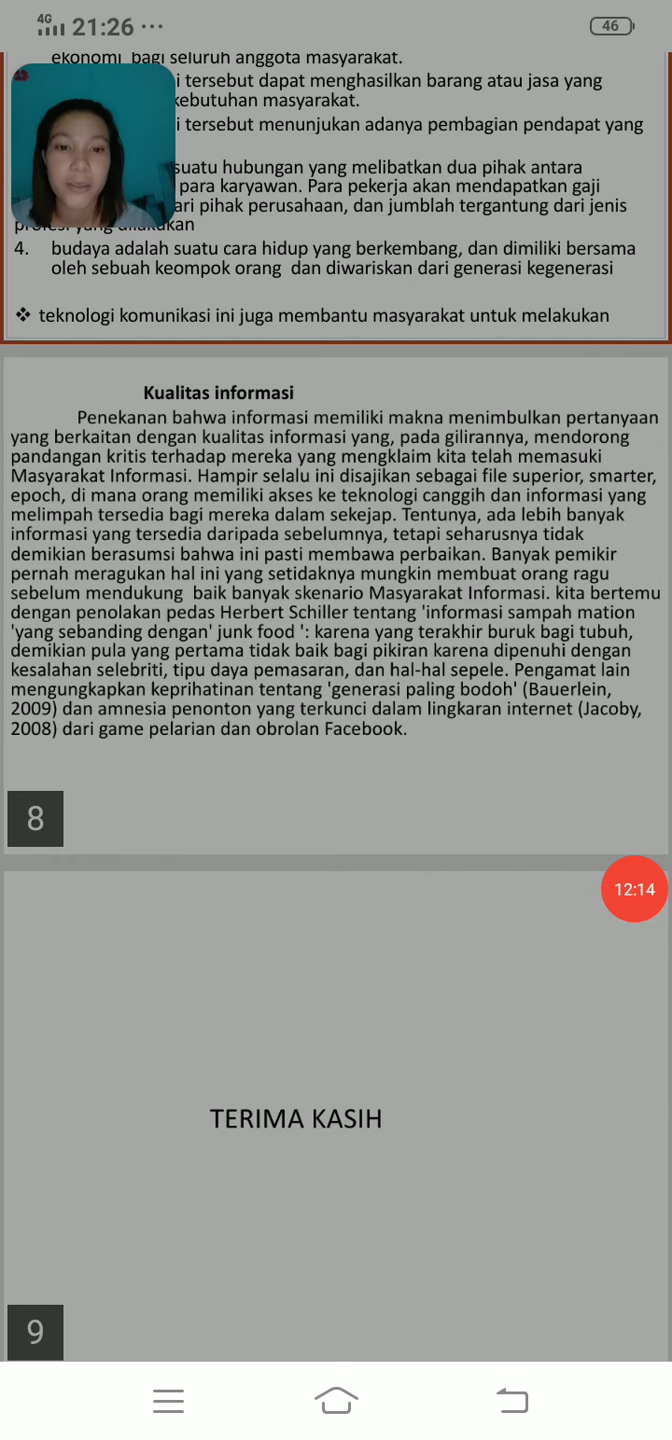 4G 21:26 ...
46
ekonomi bagi seluruh anggota masyarakat.
i tersebut dapat menghasilkan barang atau jasa yang
kebutuhan masyarakat.
i tersebut menunjukan adanya pembagian pendapat yang
suatu hubungan yang melibatkan dua pihak antara
para karyawan. Para pekerja akan mendapatkan gaji
ari pihak perusahaan, dan jumblah tergantung dari jenis
profesi yang dilakukan
4. budaya adalah suatu cara hidup yang berkembang, dan dimiliki bersama
oleh sebuah keompok orang dan diwariskan dari generasi kegenerasi
❖ teknologi komunikasi ini juga membantu masyarakat untuk melakukan
Kualitas informasi
Penekanan bahwa informasi memiliki makna menimbulkan pertanyaan
yang berkaitan dengan kualitas informasi yang, pada gilirannya, mendorong
pandangan kritis terhadap mereka yang mengklaim kita telah memasuki
Masyarakat Informasi. Hampir selalu ini disajikan sebagai file superior, smarter,
epoch, di mana orang memiliki akses ke teknologi canggih dan informasi yang
melimpah tersedia bagi mereka dalam sekejap. Tentunya, ada lebih banyak
informasi yang tersedia daripada sebelumnya, tetapi seharusnya tidak
demikian berasumsi bahwa ini pasti membawa perbaikan. Banyak pemikir
pernah meragukan hal ini yang setidaknya mungkin membuat orang ragu
sebelum mendukung baik banyak skenario Masyarakat Informasi. kita bertemu
dengan penolakan pedas Herbert Schiller tentang 'informasi sampah mation
'yang sebanding dengan' junk food ': karena yang terakhir buruk bagi tubuh,
demikian pula yang pertama tidak baik bagi pikiran karena dipenuhi dengan
kesalahan selebriti, tipu daya pemasaran, dan hal-hal sepele. Pengamat lain
mengungkapkan keprihatinan tentang 'generasi paling bodoh' (Bauerlein,
2009) dan amnesia penonton yang terkunci dalam lingkaran internet (Jacoby,
2008) dari game pelarian dan obrolan Facebook.
8
12:14
TERIMA KASIH
9